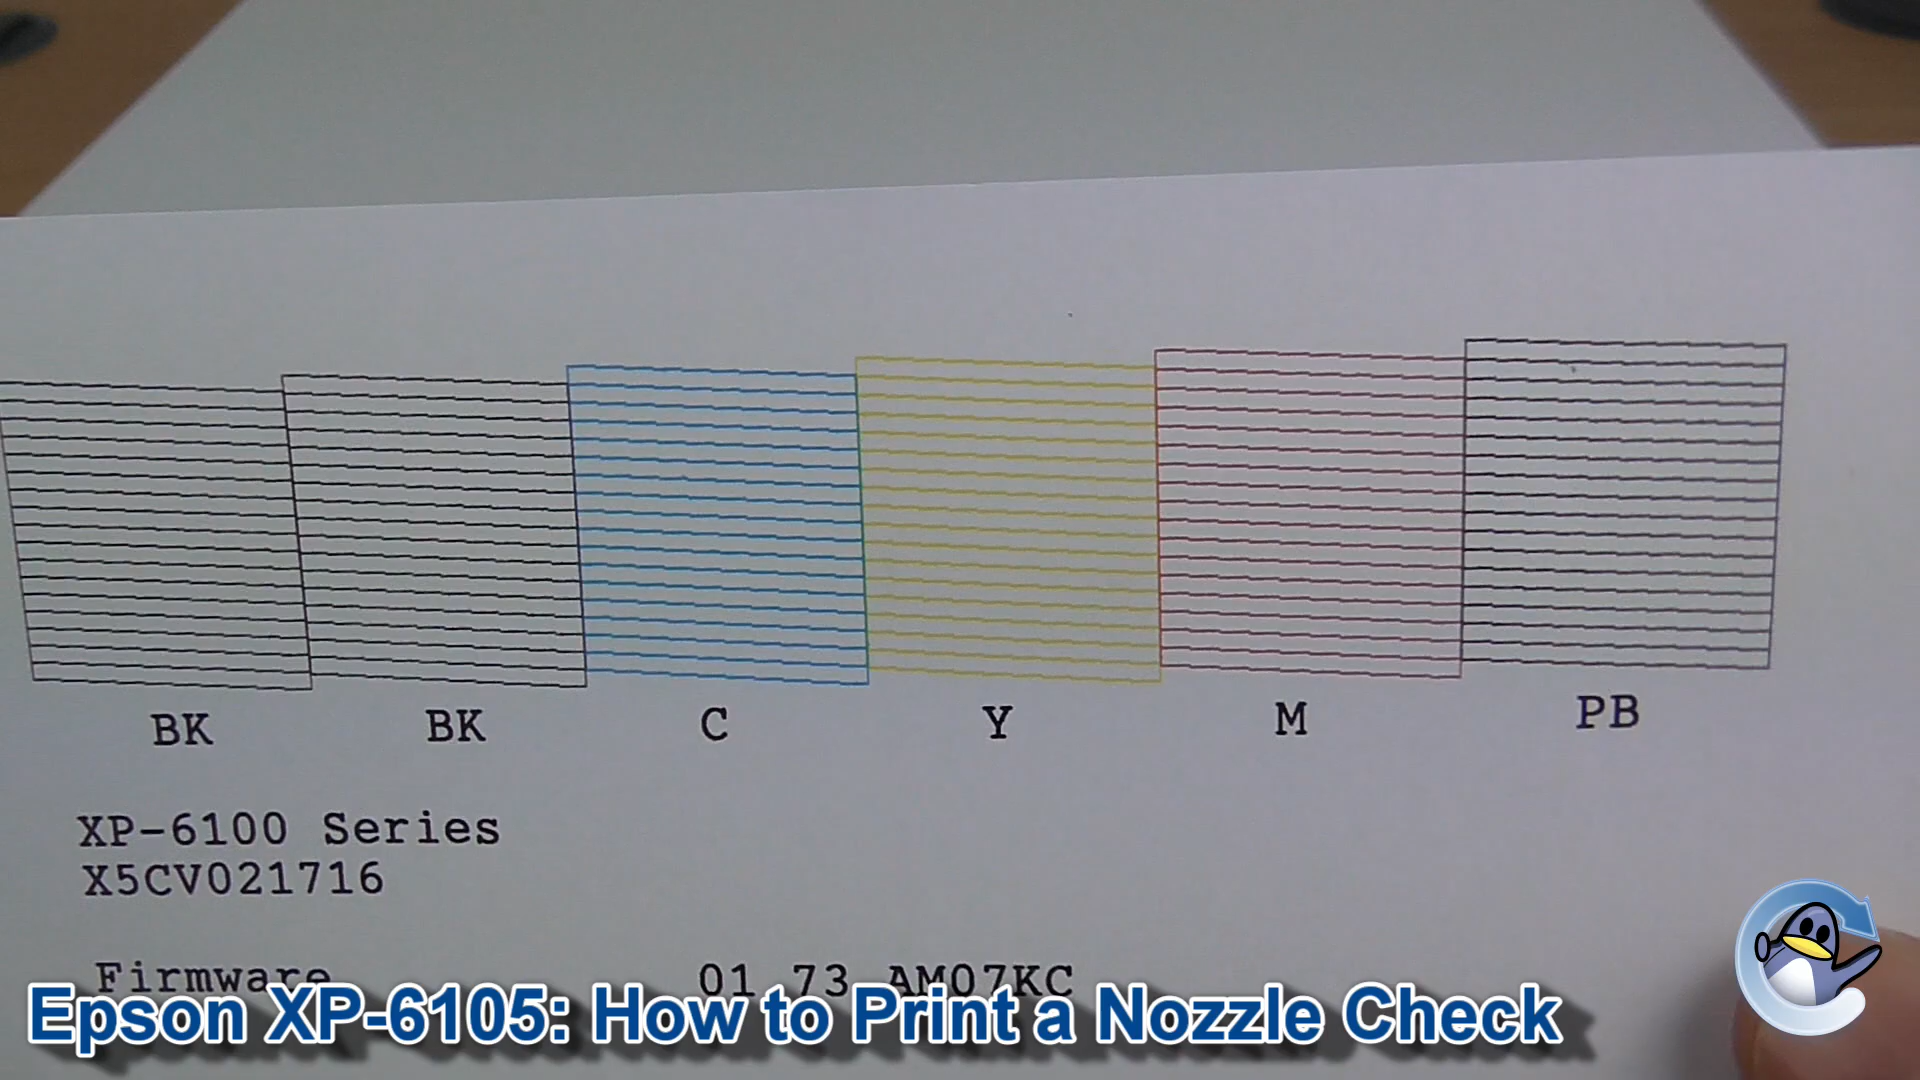 BK BK C Y M PB
XP-6100 Series
X5CV021716
Firmware 01.73.AM07KC
Epson XP-6105: How to Print a Nozzle Check